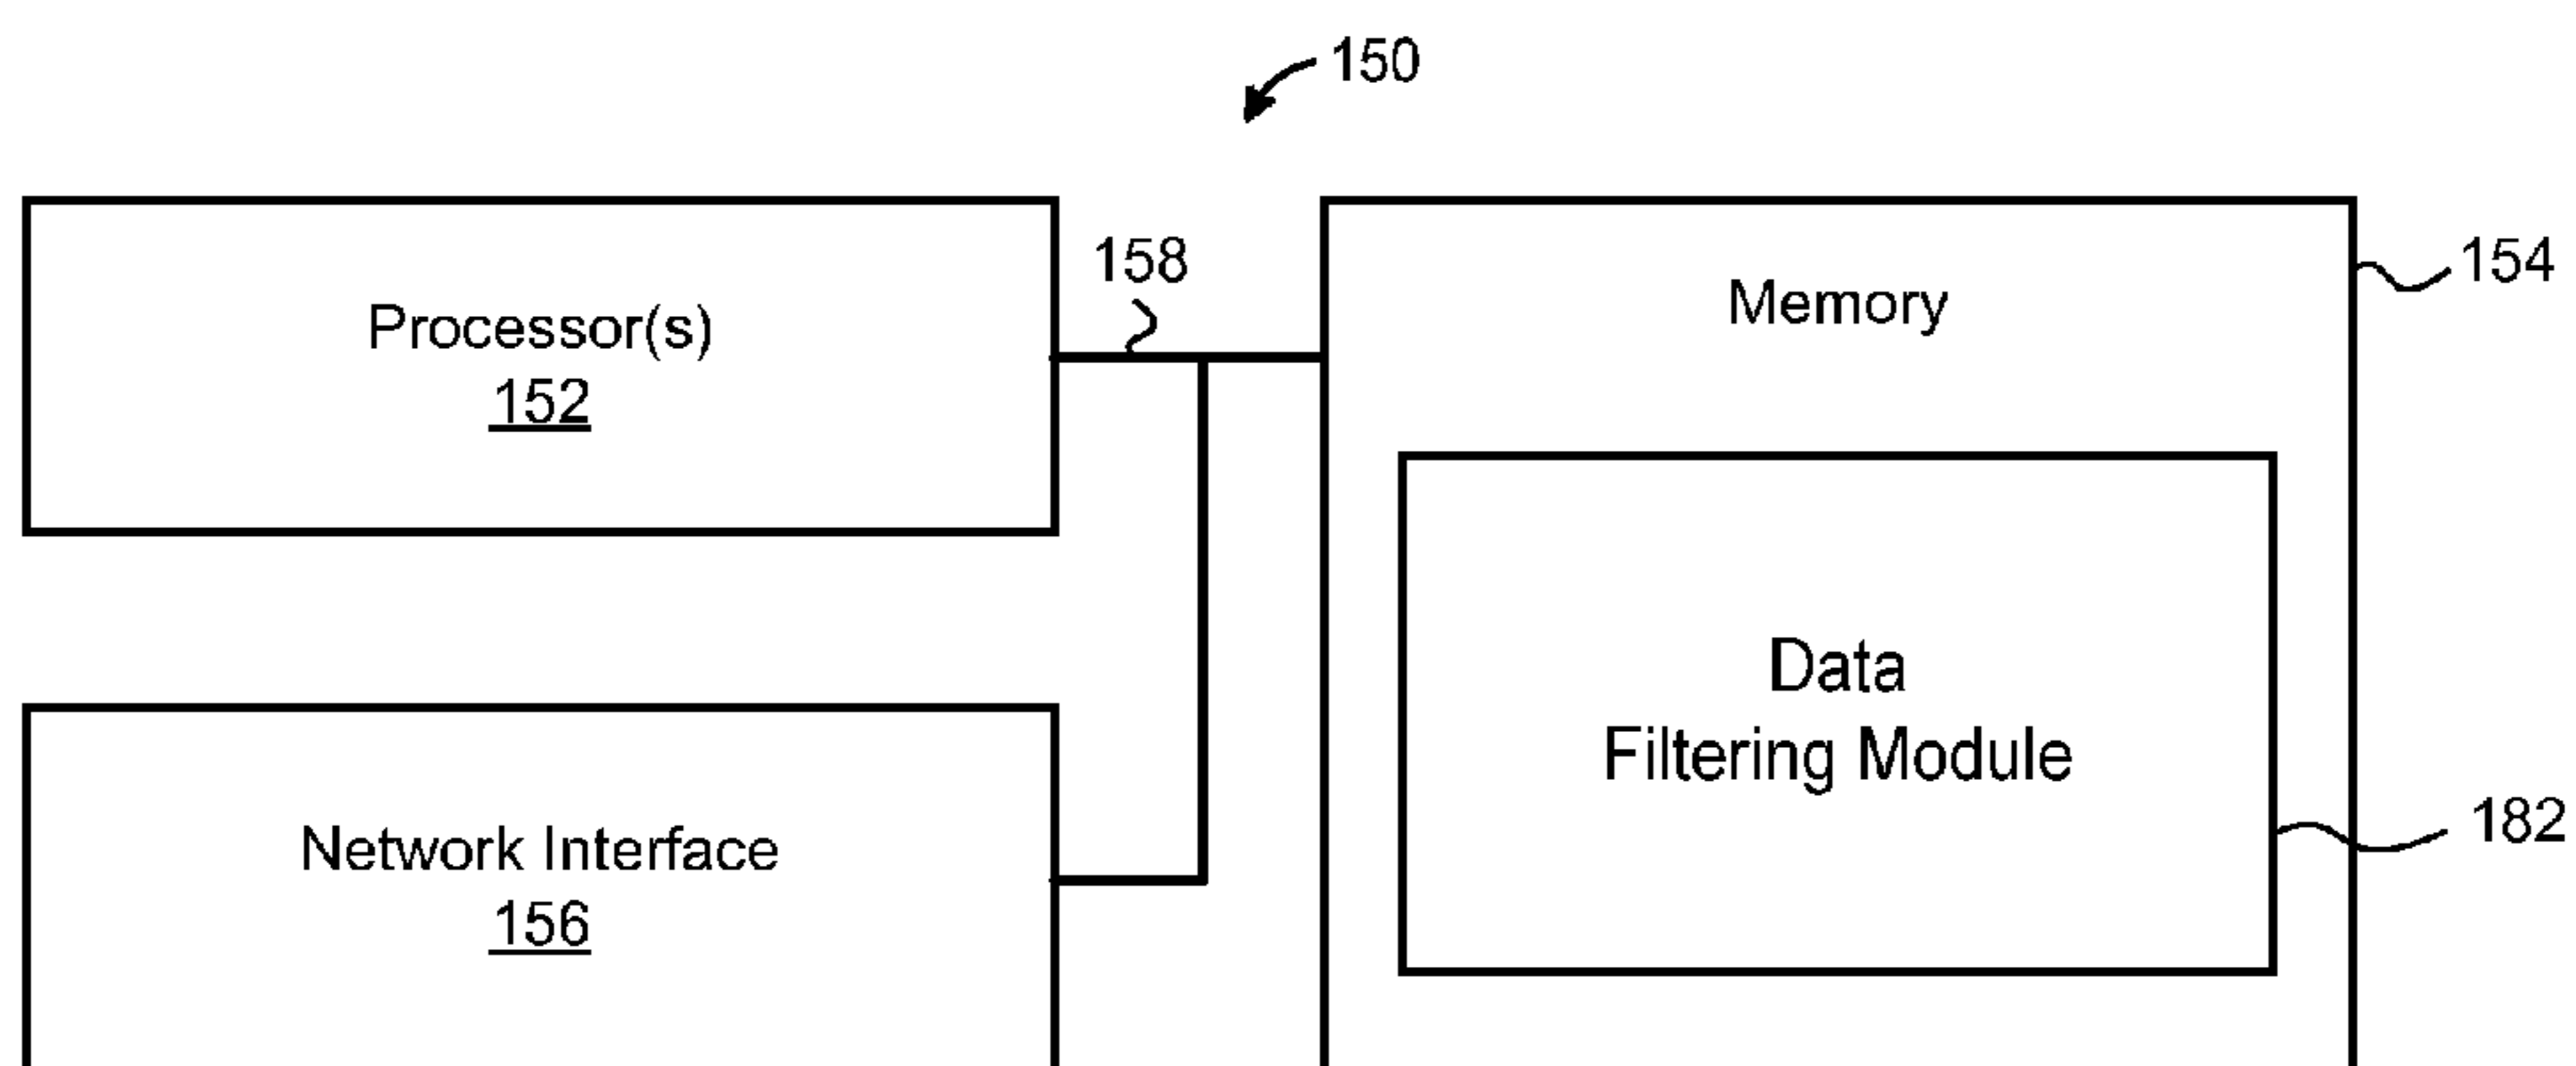 150
158
154
Processor(s)
152
Memory
Data
Filtering Module
182
Network Interface
156